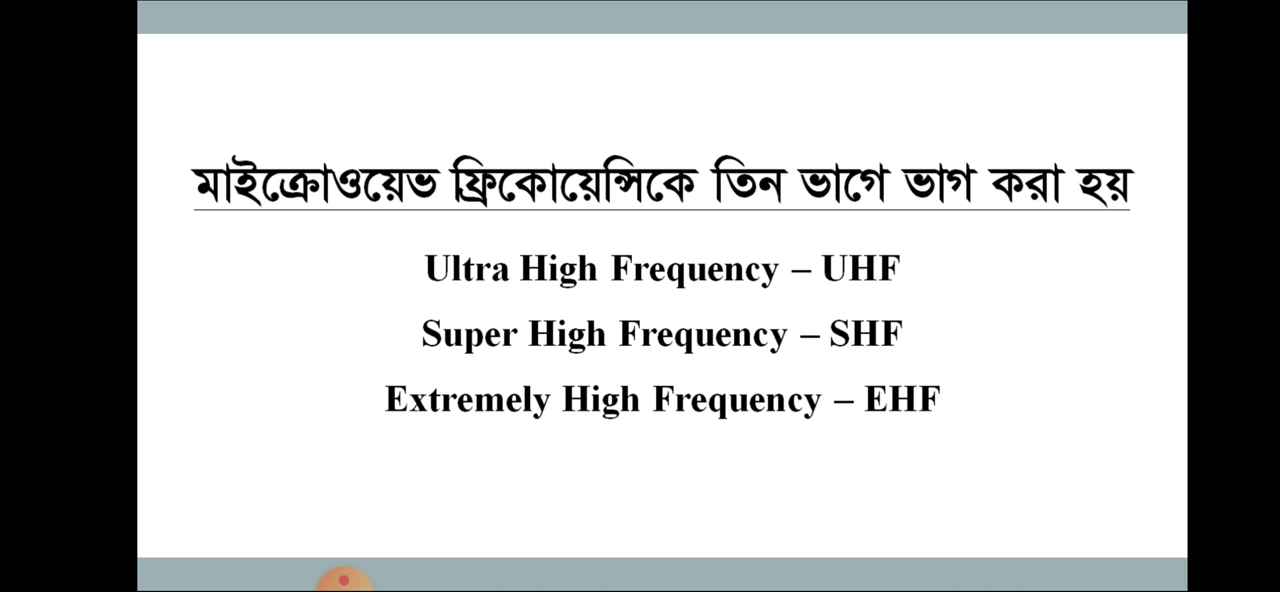 মাইক্রোওয়েভ ফ্রিকোয়েন্সিকে তিন ভাগে ভাগ করা হয়
Ultra High Frequency – UHF
Super High Frequency – SHF
Extremely High Frequency – EHF